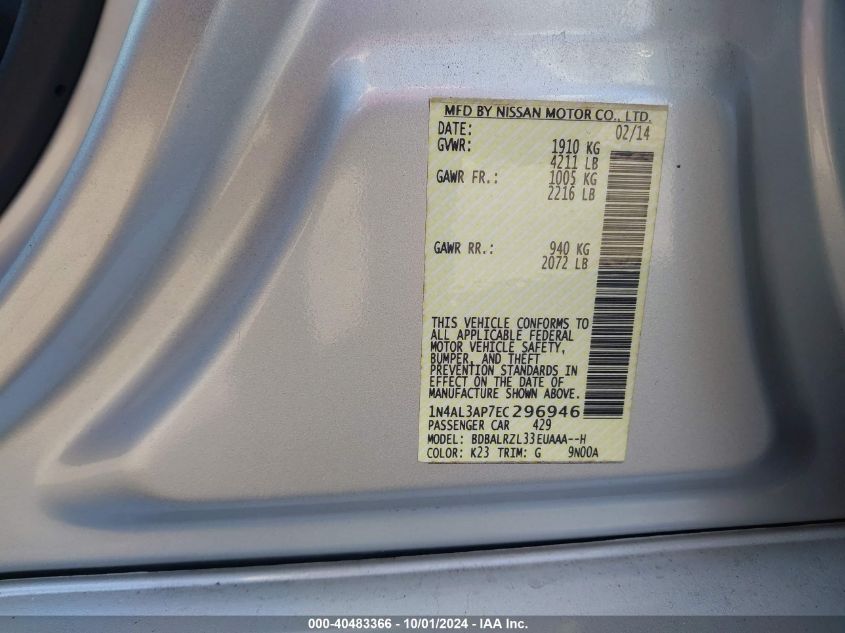 MFD BY NISSAN MOTOR CO., LTD.
DATE: 02/14
GVWR: 1910 KG
4211 LB
GAWR FR.: 1005 KG
2216 LB
GAWR RR.: 940 KG
2072 LB
THIS VEHICLE CONFORMS TO
ALL APPLICABLE FEDERAL
MOTOR VEHICLE SAFETY,
BUMPER, AND THEFT
PREVENTION STANDARDS IN
EFFECT ON THE DATE OF
MANUFACTURE SHOWN ABOVE.
1N4AL3AP7EC296946
PASSENGER CAR 429
MODEL: BDBALRZL33EUAAA--H
COLOR: K23 TRIM: G 9N00A
000-40483366 - 10/01/2024 - IAA Inc.